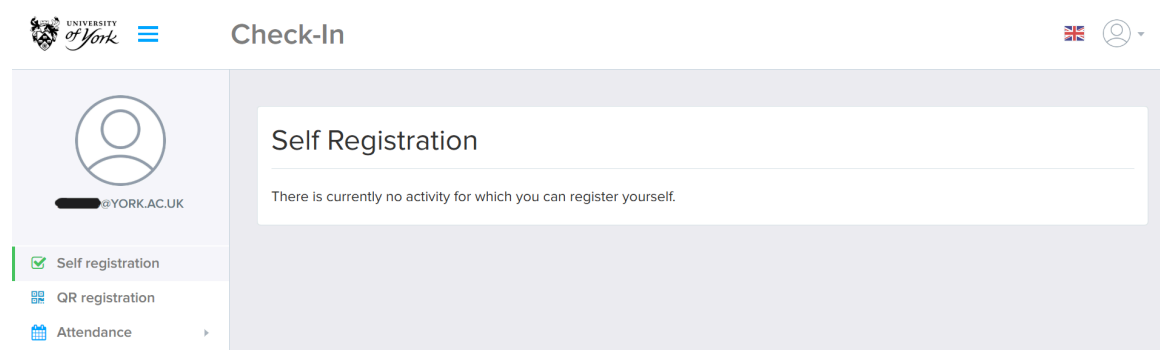 UNIVERSITY
of York
Check-In
@YORK.AC.UK
Self registration
QR registration
Attendance
Self Registration
There is currently no activity for which you can register yourself.